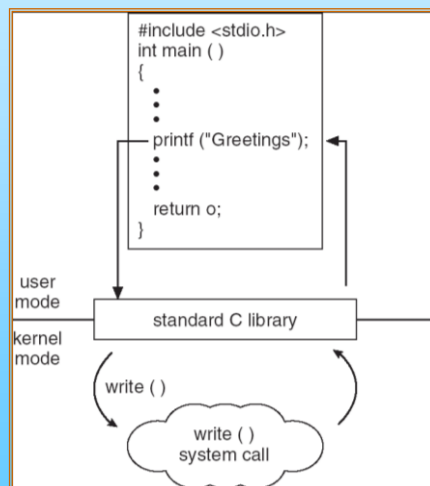 #include <stdio.h>
int main ( )
{
•
•
•
printf ("Greetings");
•
•
•
return o;
}
user
mode
standard C library
kernel
mode
write ( )
write ( )
system call